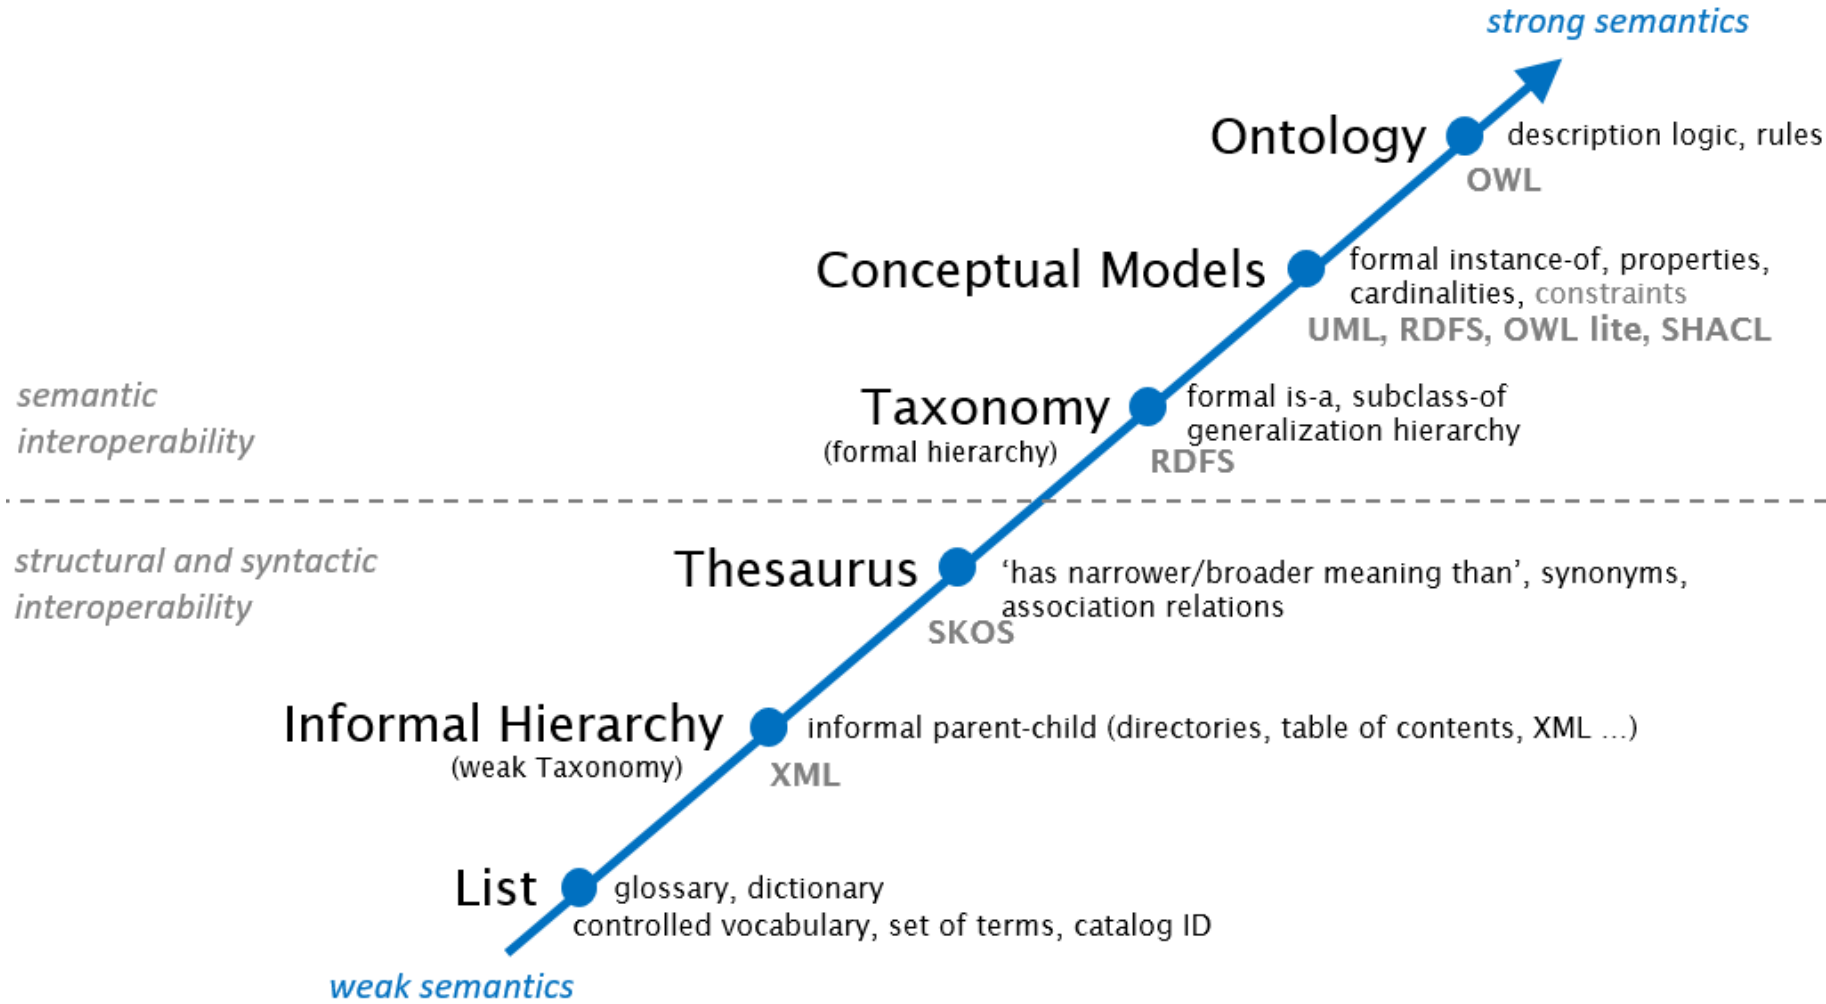 strong semantics
Ontology
description logic, rules
OWL
Conceptual Models
formal instance-of, properties,
cardinalities, constraints
UML, RDFS, OWL lite, SHACL
semantic
interoperability
Taxonomy
(formal hierarchy)
formal is-a, subclass-of
generalization hierarchy
RDFS
structural and syntactic
interoperability
Thesaurus
‘has narrower/broader meaning than’, synonyms,
association relations
SKOS
Informal Hierarchy
(weak Taxonomy)
informal parent-child (directories, table of contents, XML ...)
XML
List
glossary, dictionary
controlled vocabulary, set of terms, catalog ID
weak semantics